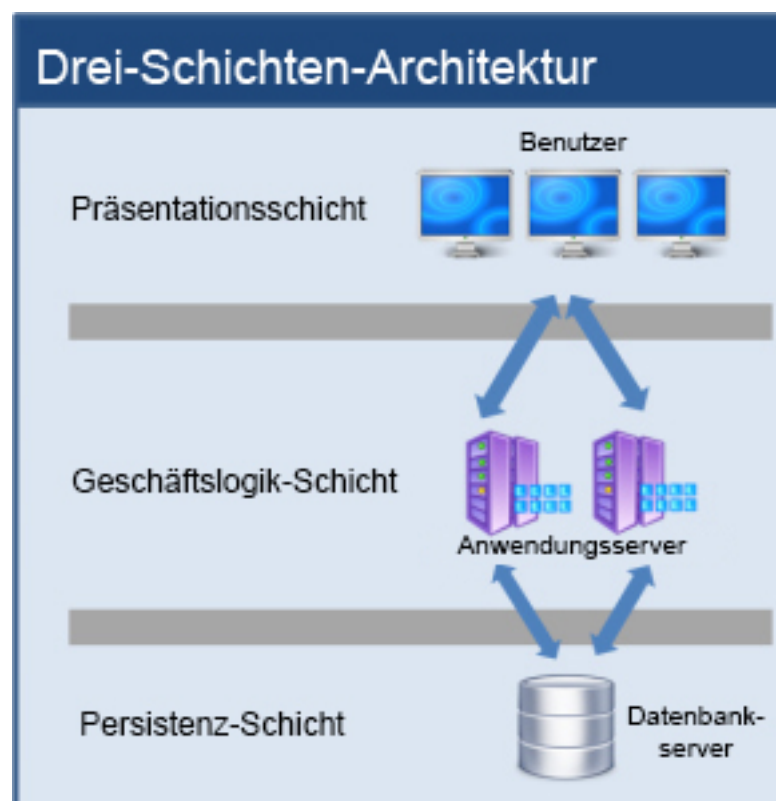 Drei-Schichten-Architektur
Benutzer
Präsentationsschicht
Geschäftslogik-Schicht
Anwendungsserver
Persistenz-Schicht
Datenbank-
server